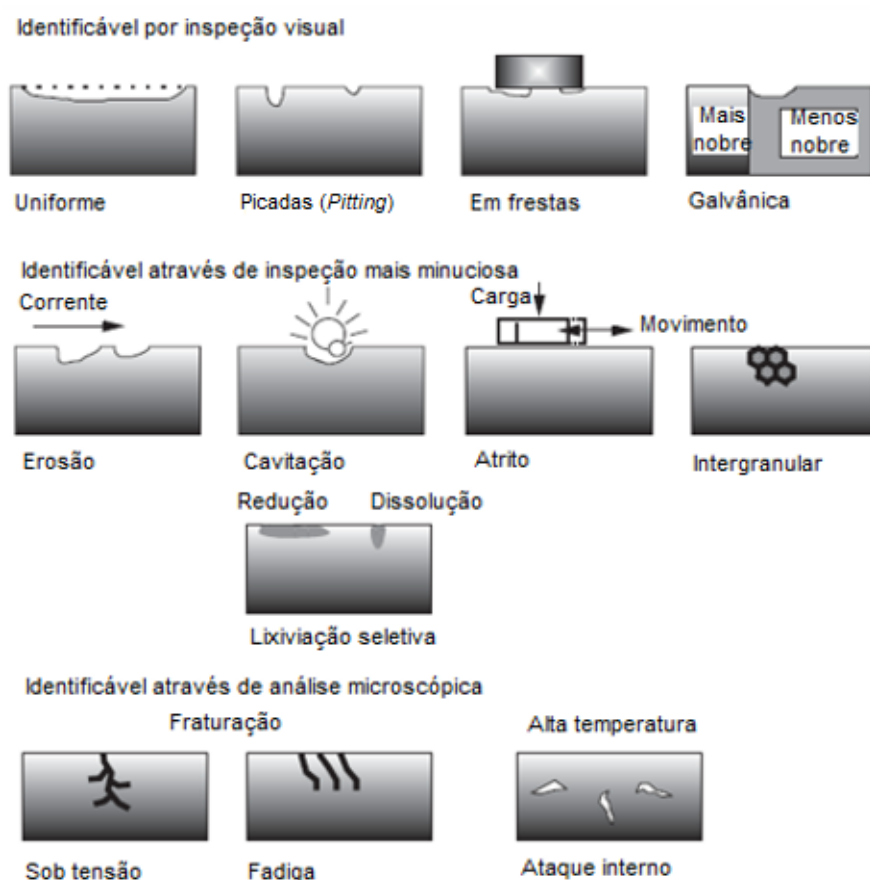 Identificável por inspeção visual
Mais nobre
Menos nobre
Uniforme
Picadas (Pitting)
Em frestas
Galvânica
Identificável através de inspeção mais minuciosa
Corrente
Carga
Movimento
Erosão
Cavitação
Atrito
Intergranular
Redução
Dissolução
Lixiviação seletiva
Identificável através de análise microscópica
Fraturação
Alta temperatura
Sob tensão
Fadiga
Ataque interno